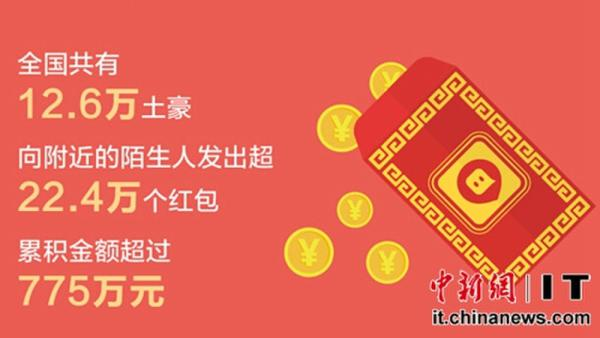 全国共有
12.6万土豪
向附近的陌生人发出超
22.4万个红包
累积金额超过
775万元
中新網 IT
it.chinanews.com